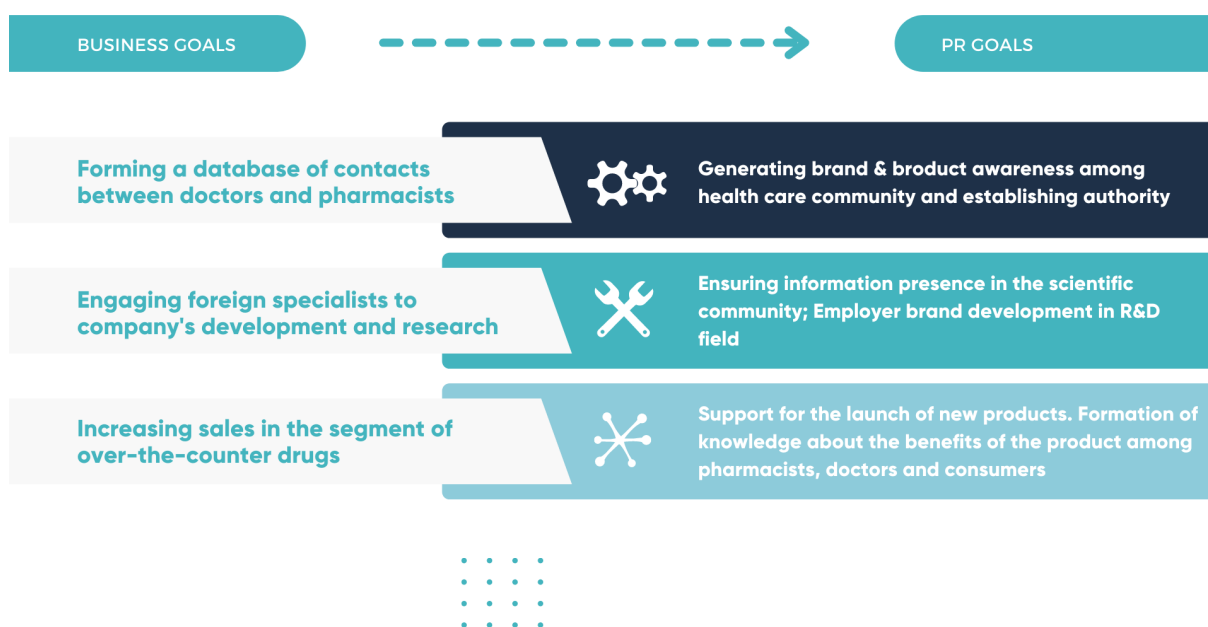 BUSINESS GOALS
PR GOALS
Forming a database of contacts
between doctors and pharmacists
Generating brand & broduct awareness among
health care community and establishing authority
Engaging foreign specialists to
company's development and research
Ensuring information presence in the scientific
community; Employer brand development in R&D
field
Increasing sales in the segment of
over-the-counter drugs
Support for the launch of new products. Formation of
knowledge about the benefits of the product among
pharmacists, doctors and consumers